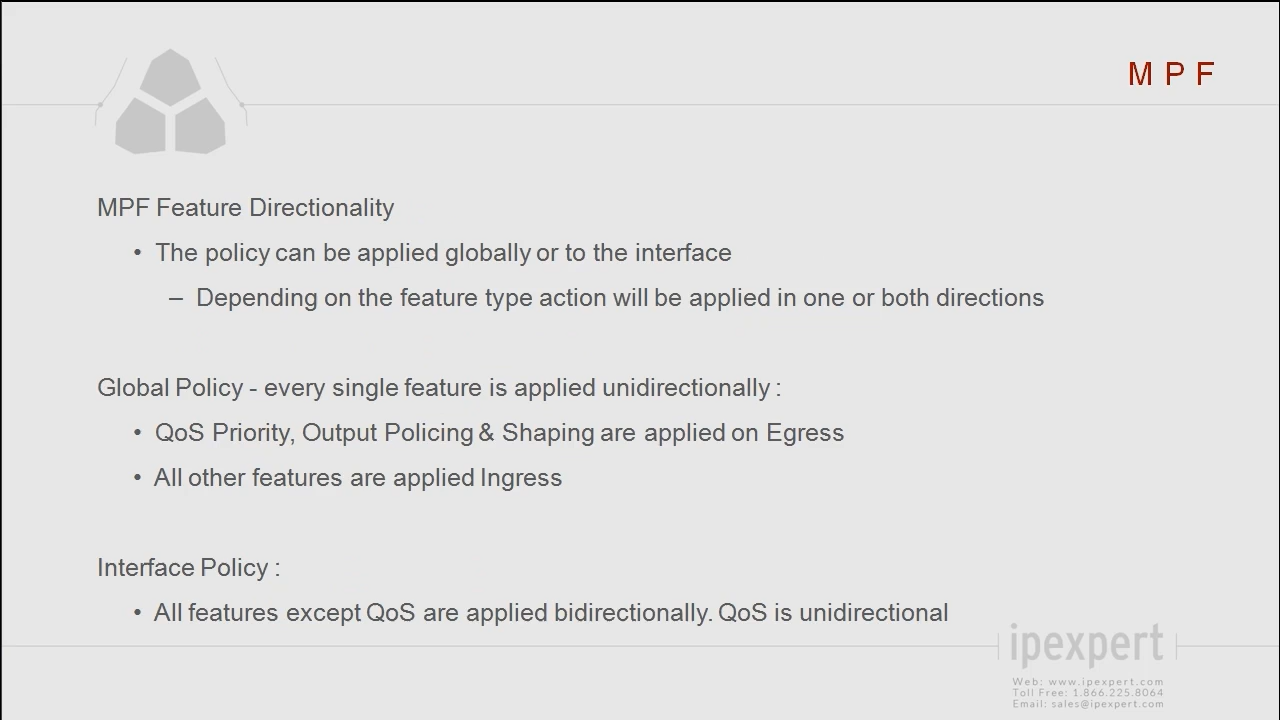 M P F
MPF Feature Directionality
• The policy can be applied globally or to the interface
– Depending on the feature type action will be applied in one or both directions
Global Policy - every single feature is applied unidirectionally :
• QoS Priority, Output Policing & Shaping are applied on Egress
• All other features are applied Ingress
Interface Policy :
• All features except QoS are applied bidirectionally. QoS is unidirectional
ipexpert
Web: www.ipexpert.com
Toll Free: 1.866.225.8064
Email: sales@ipexpert.com